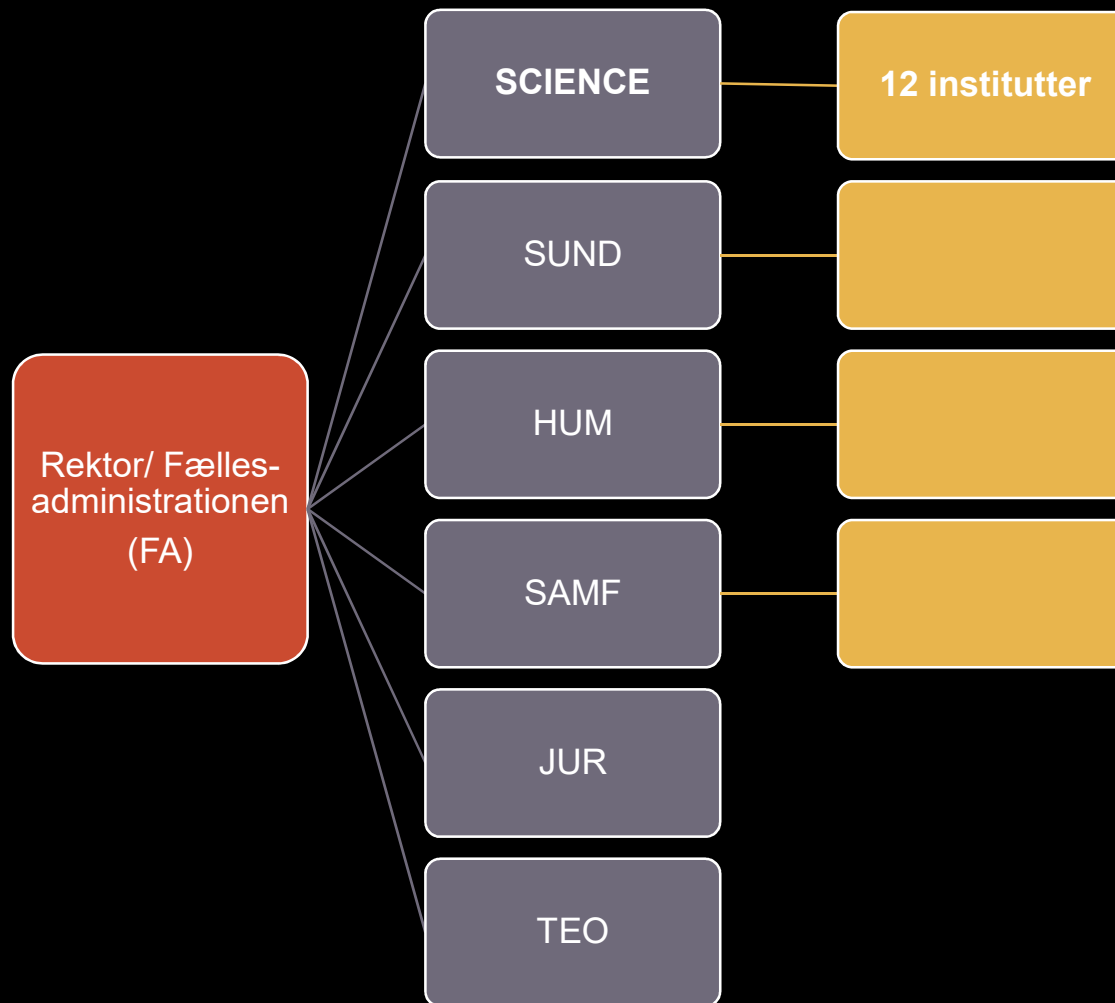 SCIENCE
12 institutter
SUND
HUM
Rektor/ Fælles-
administrationen
(FA)
SAMF
JUR
TEO